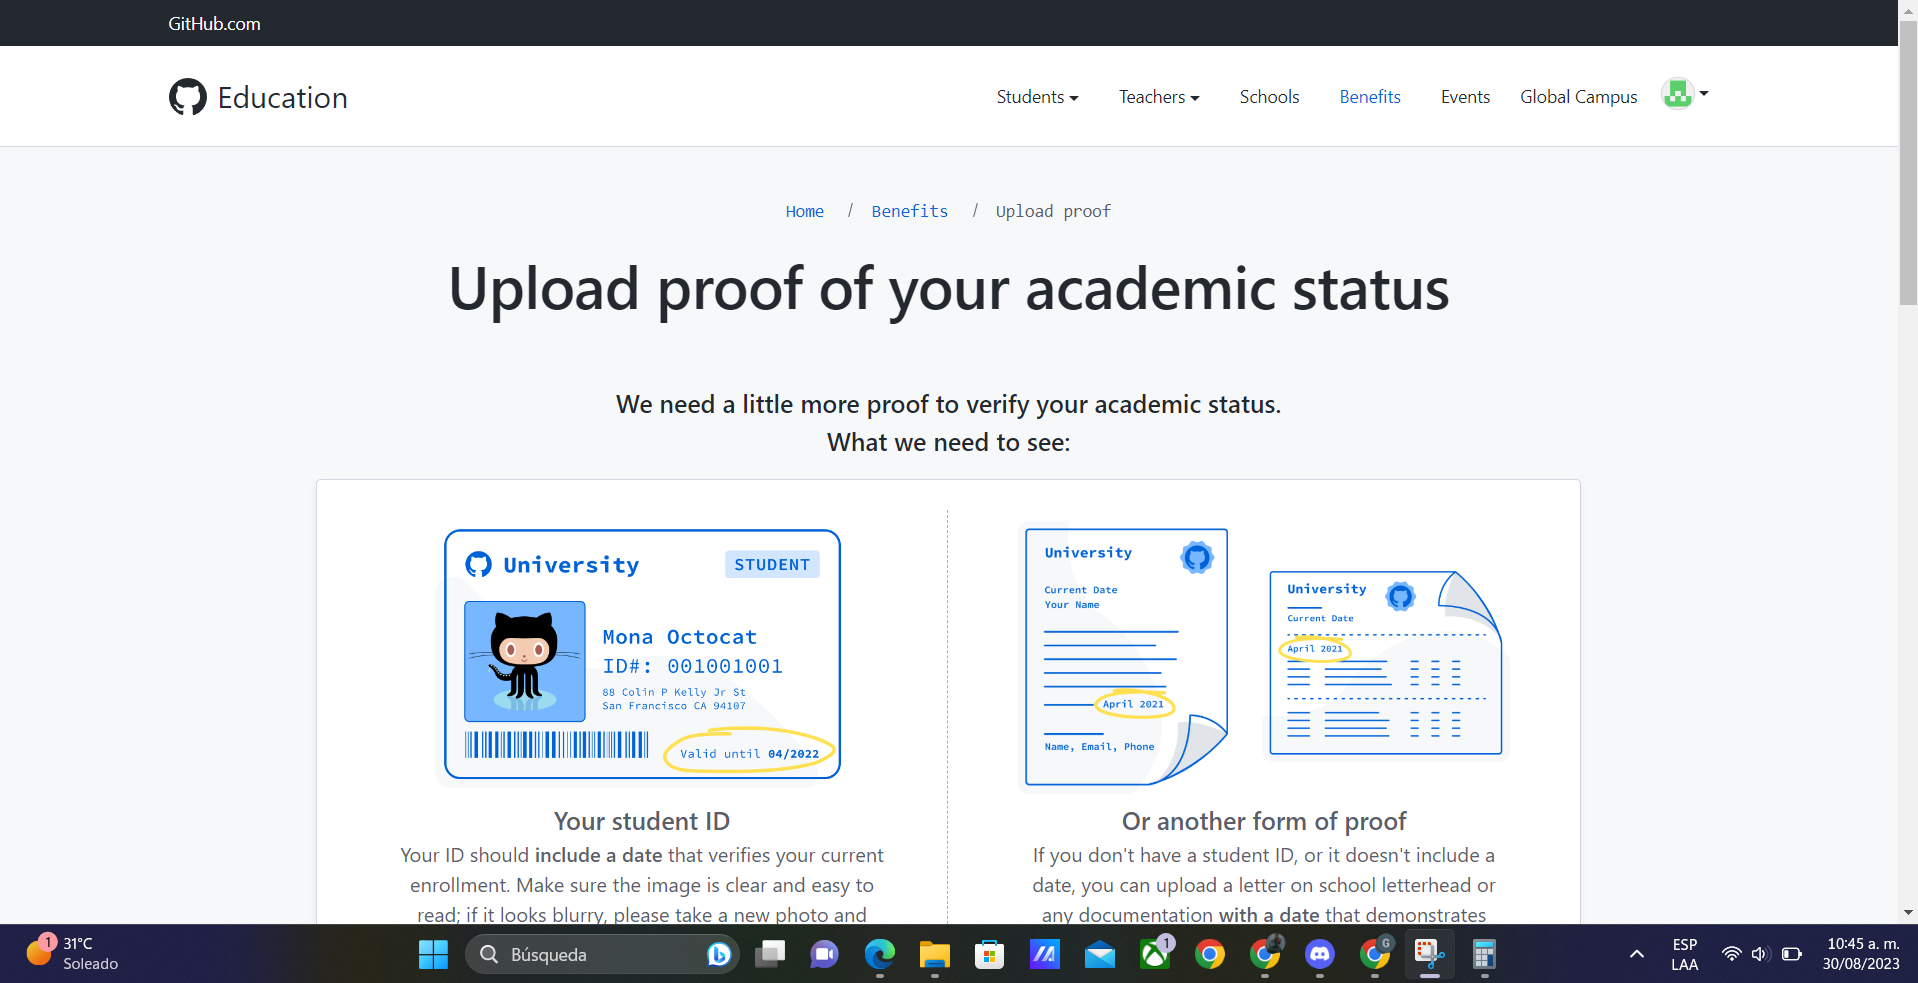 GitHub.com
Education
Students
Teachers
Schools
Benefits
Events
Global Campus
Home / Benefits / Upload proof
Upload proof of your academic status
We need a little more proof to verify your academic status.
What we need to see:
University
STUDENT
Mona Octocat
ID#: 001001001
88 Colin P Kelly Jr St
San Francisco CA 94107
Valid until 04/2022
University
Current Date
Your Name
April 2021
Name, Email, Phone
University
Current Date
April 2021
Your student ID
Your ID should include a date that verifies your current
enrollment. Make sure the image is clear and easy to
read; if it looks blurry, please take a new photo and
Or another form of proof
If you don't have a student ID, or it doesn't include a
date, you can upload a letter on school letterhead or
any documentation with a date that demonstrates
1
31°C
Soleado
Búsqueda
1
G
ESP
LAA
10:45 a. m.
30/08/2023